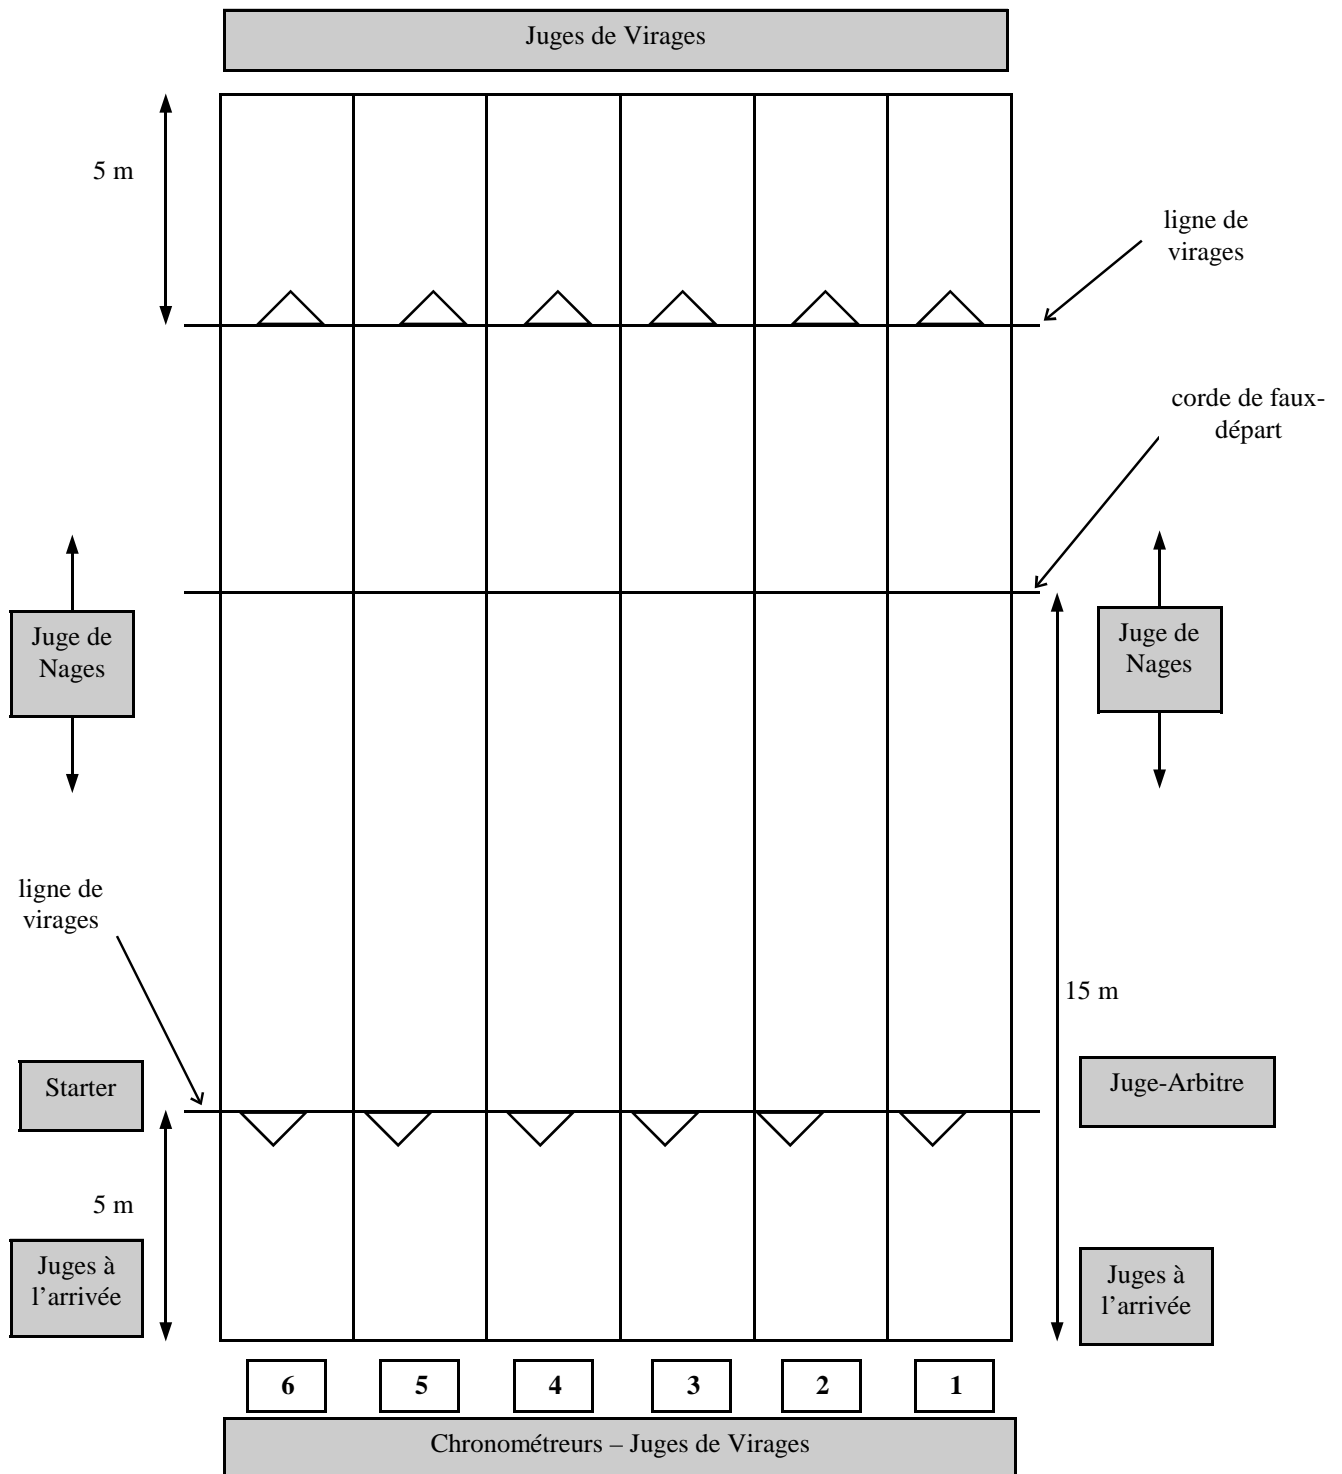 Juges de Virages
5 m
ligne de
virages
corde de faux-
départ
Juge de
Nages
Juge de
Nages
ligne de
virages
15 m
Starter
Juge-Arbitre
5 m
Juges à
l’arrivée
Juges à
l’arrivée
6 5 4 3 2 1
Chronométreurs – Juges de Virages